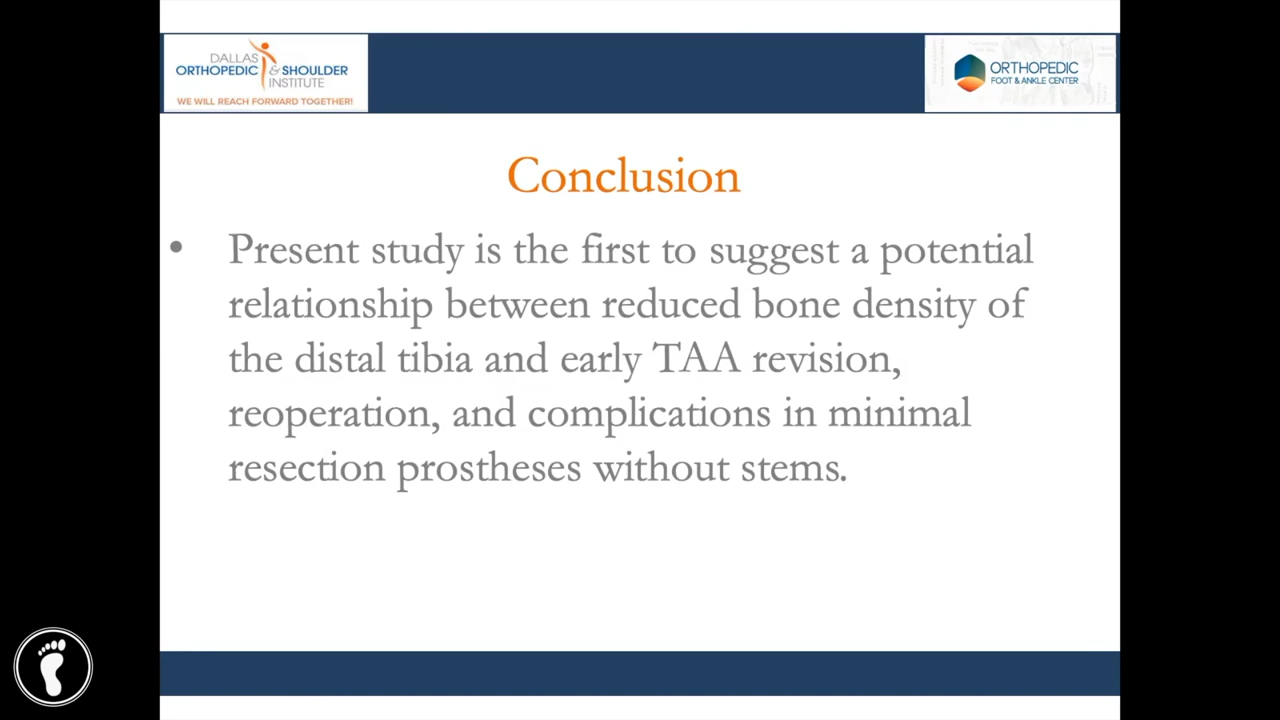 DALLAS
ORTHOPEDIC & SHOULDER
INSTITUTE
WE WILL REACH FORWARD TOGETHER!
ORTHOPEDIC
FOOT & ANKLE CENTER
Conclusion
• Present study is the first to suggest a potential
relationship between reduced bone density of
the distal tibia and early TAA revision,
reoperation, and complications in minimal
resection prostheses without stems.